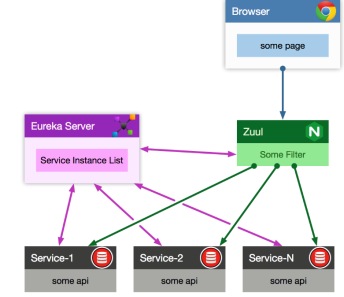 Browser
some page
Eureka Server
Service Instance List
Zuul
N
Some Filter
Service-1
some api
Service-2
some api
Service-N
some api